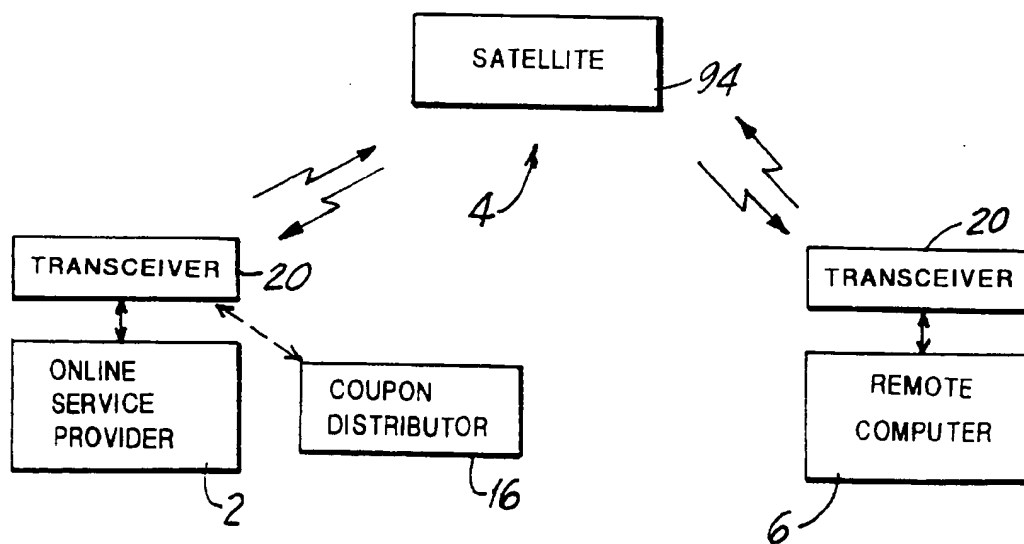 SATELLITE
94
4
TRANSCEIVER
20
20
TRANSCEIVER
ONLINE
SERVICE
PROVIDER
2
COUPON
DISTRIBUTOR
16
REMOTE
COMPUTER
6